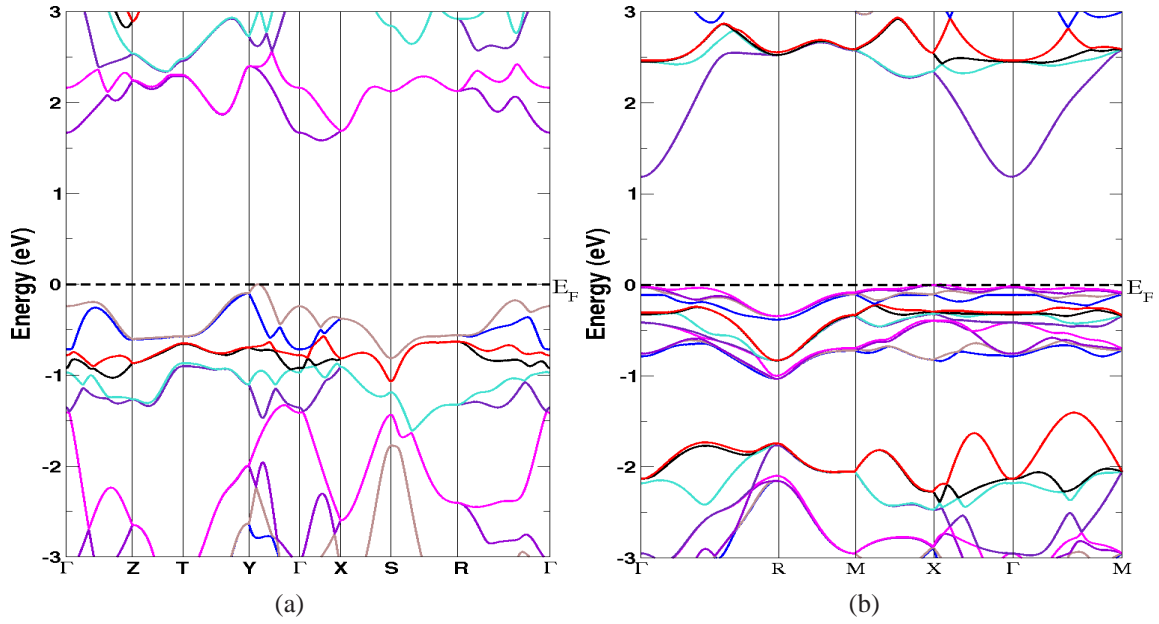 3
2
1
0
-1
-2
-3
Energy (eV)
E_F
Γ Z T Y Γ X S R Γ
(a)
3
2
1
0
-1
-2
-3
Energy (eV)
E_F
Γ R M X Γ M
(b)